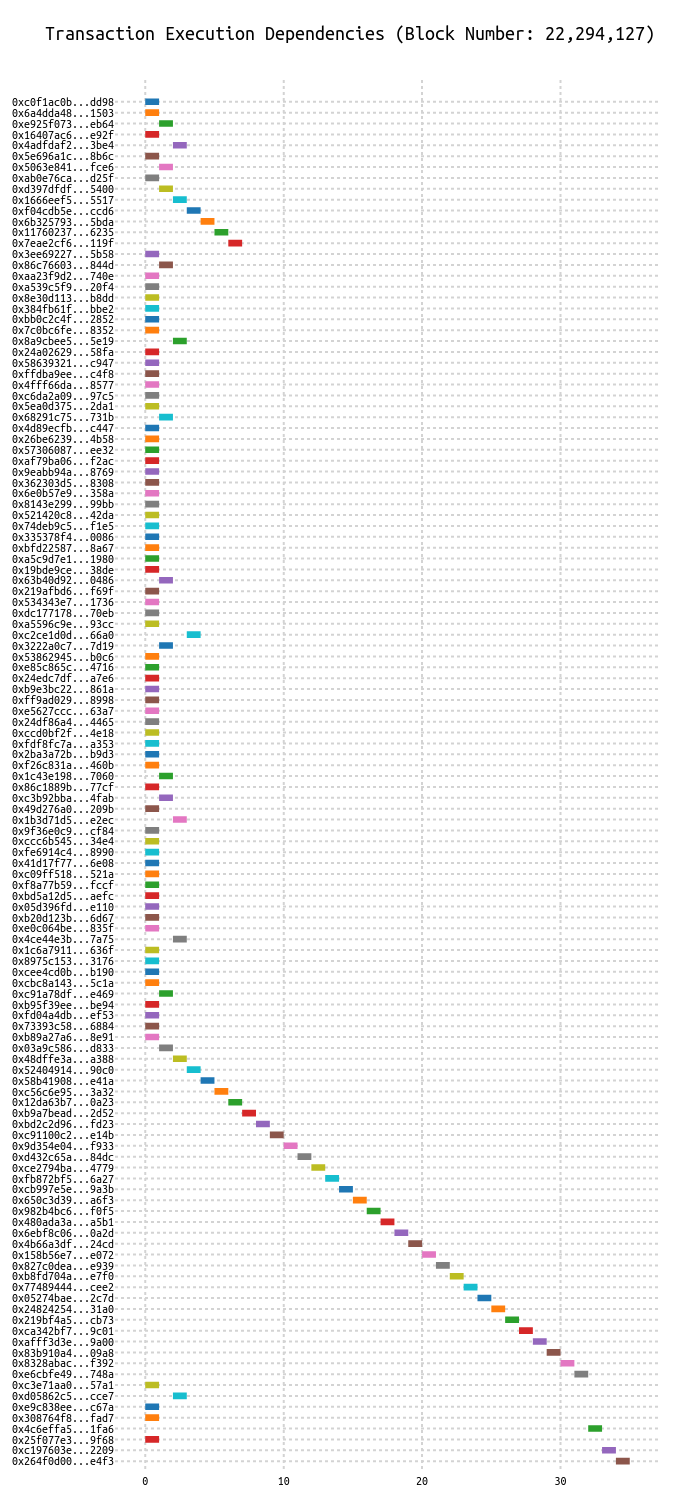 Transaction Execution Dependencies (Block Number: 22,294,127)
0xc0f1ac0b...dd98
0x6a4dda48...1503
0xe925f073...eb64
0x16407ac6...e92f
0x4adfdaf2...3be4
0x5e696a1c...8b6c
0x5063e841...fce6
0xab0e76ca...d25f
0xd397dfdf...5400
0x1666eef5...5517
0xf04cdb5e...ccd6
0x6b325793...5bda
0x11760237...6235
0x7eae2cf6...119f
0x3ee69227...5b58
0x86c76603...844d
0xaa23f9d2...740e
0xa539c5f9...20f4
0x8e30d113...b8dd
0x384fb61f...bbe2
0xbb0c2c4f...2852
0x7c0bc6fe...8352
0x8a9cbee5...5e19
0x24a02629...58fa
0x58639321...c947
0xffdba9ee...c4f8
0x4fff66da...8577
0xc6da2a09...97c5
0x5ea0d375...2da1
0x68291c75...731b
0x4d89ecfb...c447
0x26be6239...4b58
0x57306087...ee32
0xaf79ba06...f2ac
0x9eabb94a...8769
0x362303d5...8308
0x6e0b57e9...358a
0x8143e299...99bb
0x521420c8...42da
0x74deb9c5...f1e5
0x335378f4...0086
0xbfd22587...8a67
0xa5c9d7e1...1980
0x19bde9ce...38de
0x63b40d92...0486
0x219afbd6...f69f
0x534343e7...1736
0xdc177178...70eb
0xa5596c9e...93cc
0xc2ce1d0d...66a0
0x3222a0c7...7d19
0x53862945...b0c6
0xe85c865c...4716
0x24edc7df...a7e6
0xb9e3bc22...861a
0xff9ad029...8998
0xe5627ccc...63a7
0x24df86a4...4465
0xccd0bf2f...4e18
0xfdf8fc7a...a353
0x2ba3a72b...b9d3
0xf26c831a...460b
0x1c43e198...7060
0x86c1889b...77cf
0xc3b92bba...4fab
0x49d276a0...209b
0x1b3d71d5...e2ec
0x9f36e0c9...cf84
0xccc6b545...34e4
0xfe6914c4...8990
0x41d17f77...6e08
0xc09ff518...521a
0xf8a77b59...fccf
0xbd5a12d5...aefc
0x05d396fd...e110
0xb20d123b...6d67
0xe0c064be...835f
0x4ce44e3b...7a75
0x1c6a7911...636f
0x8975c153...3176
0xcee4cd0b...b190
0xcbc8a143...5c1a
0xc91a78df...e469
0xb95f39ee...be94
0xfd04a4db...ef53
0x73393c58...6884
0xb89a27a6...8e91
0x03a9c586...d833
0x48dffe3a...a388
0x52404914...90c0
0x58b41908...e41a
0xc56c6e95...3a32
0x12da63b7...0a23
0xb9a7bead...2d52
0xbd2c2d96...fd23
0xc91100c2...e14b
0x9d354e04...f933
0xd432c65a...84dc
0xce2794ba...4779
0xfb872bf5...6a27
0xcb997e5e...9a3b
0x650c3d39...a6f3
0x982b4bc6...f0f5
0x480ada3a...a5b1
0x6ebf8c06...0a2d
0x4b66a3df...24cd
0x158b56e7...e072
0x827c0dea...e939
0xb8fd704a...e7f0
0x77489444...cee2
0x05274bae...2c7d
0x24824254...31a0
0x219bf4a5...cb73
0xca342bf7...9c01
0xafff3d3e...9a00
0x83b910a4...09a8
0x8328abac...f392
0xe6cbfe49...748a
0xc3e71aa0...57a1
0xd05862c5...cce7
0xe9c838ee...c67a
0x308764f8...fad7
0x4c6effa5...1fa6
0x25f077e3...9f68
0xc197603e...2209
0x264f0d00...e4f3
0 10 20 30